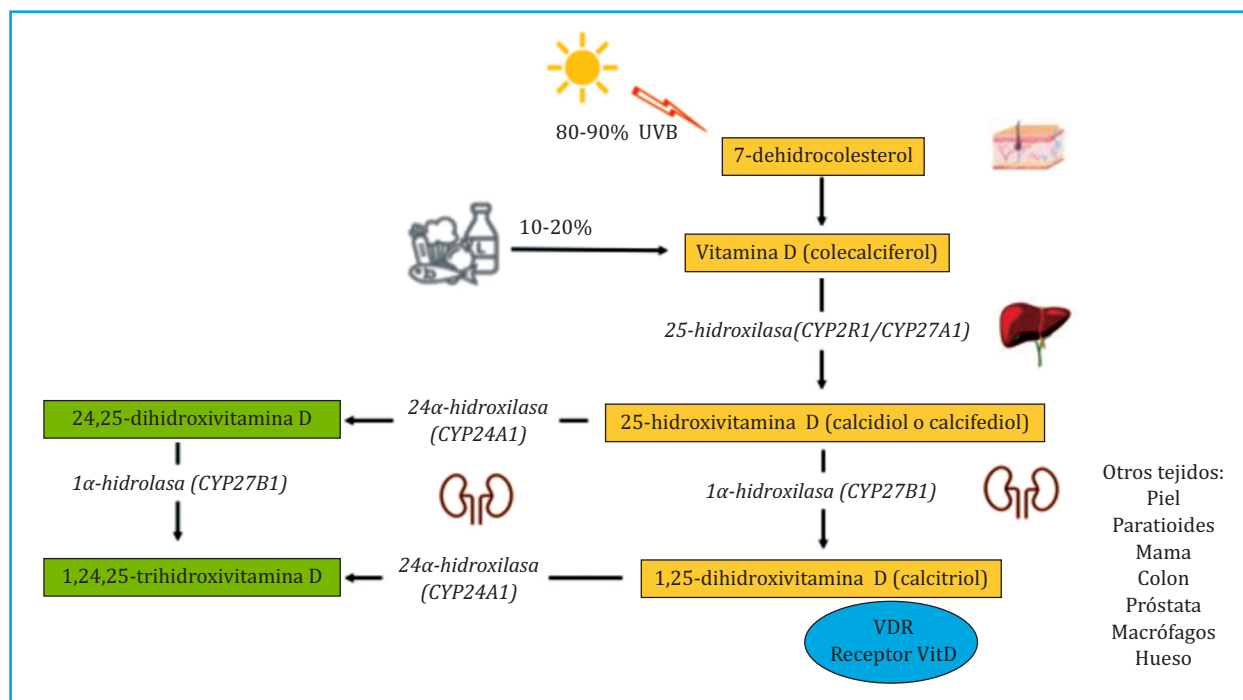 80-90% UVB
7-dehidrocolesterol
10-20%
Vitamina D (colecalciferol)
25-hidroxilasa(CYP2R1/CYP27A1)
24,25-dihidroxivitamina D
24α-hidroxilasa
(CYP24A1)
25-hidroxivitamina D (calcidiol o calcifediol)
1α-hidrolasa (CYP27B1)
1α-hidroxilasa (CYP27B1)
1,24,25-trihidroxivitamina D
24α-hidroxilasa
(CYP24A1)
1,25-dihidroxivitamina D (calcitriol)
VDR
Receptor VitD
Otros tejidos:
Piel
Paratioides
Mama
Colon
Próstata
Macrófagos
Hueso
L